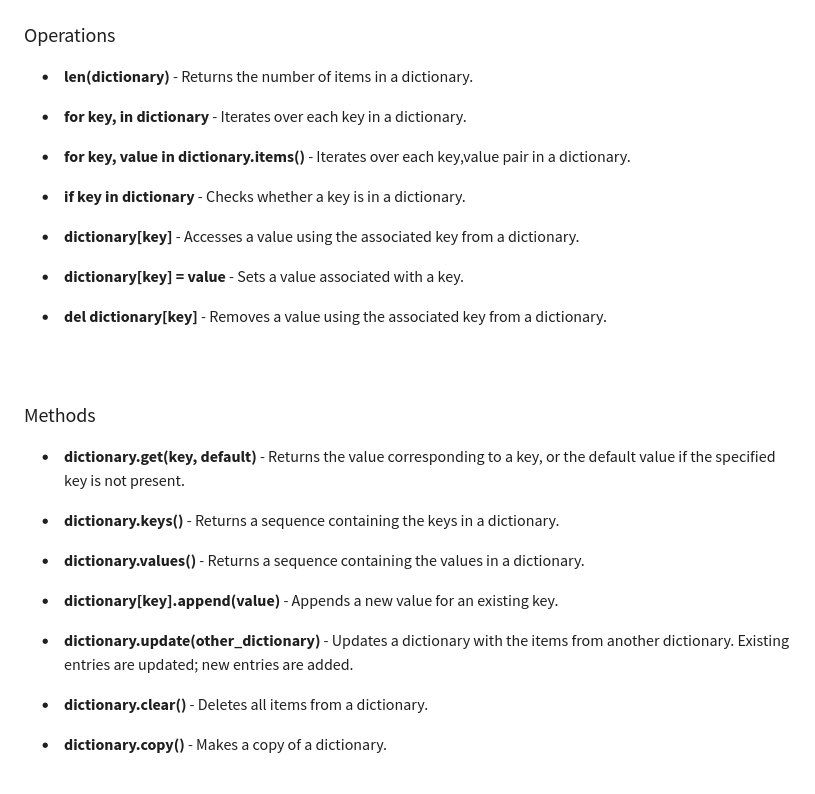 Operations
len(dictionary) - Returns the number of items in a dictionary.
for key, in dictionary - Iterates over each key in a dictionary.
for key, value in dictionary.items() - Iterates over each key,value pair in a dictionary.
if key in dictionary - Checks whether a key is in a dictionary.
dictionary[key] - Accesses a value using the associated key from a dictionary.
dictionary[key] = value - Sets a value associated with a key.
del dictionary[key] - Removes a value using the associated key from a dictionary.
Methods
dictionary.get(key, default) - Returns the value corresponding to a key, or the default value if the specified
key is not present.
dictionary.keys() - Returns a sequence containing the keys in a dictionary.
dictionary.values() - Returns a sequence containing the values in a dictionary.
dictionary[key].append(value) - Appends a new value for an existing key.
dictionary.update(other_dictionary) - Updates a dictionary with the items from another dictionary. Existing
entries are updated; new entries are added.
dictionary.clear() - Deletes all items from a dictionary.
dictionary.copy() - Makes a copy of a dictionary.